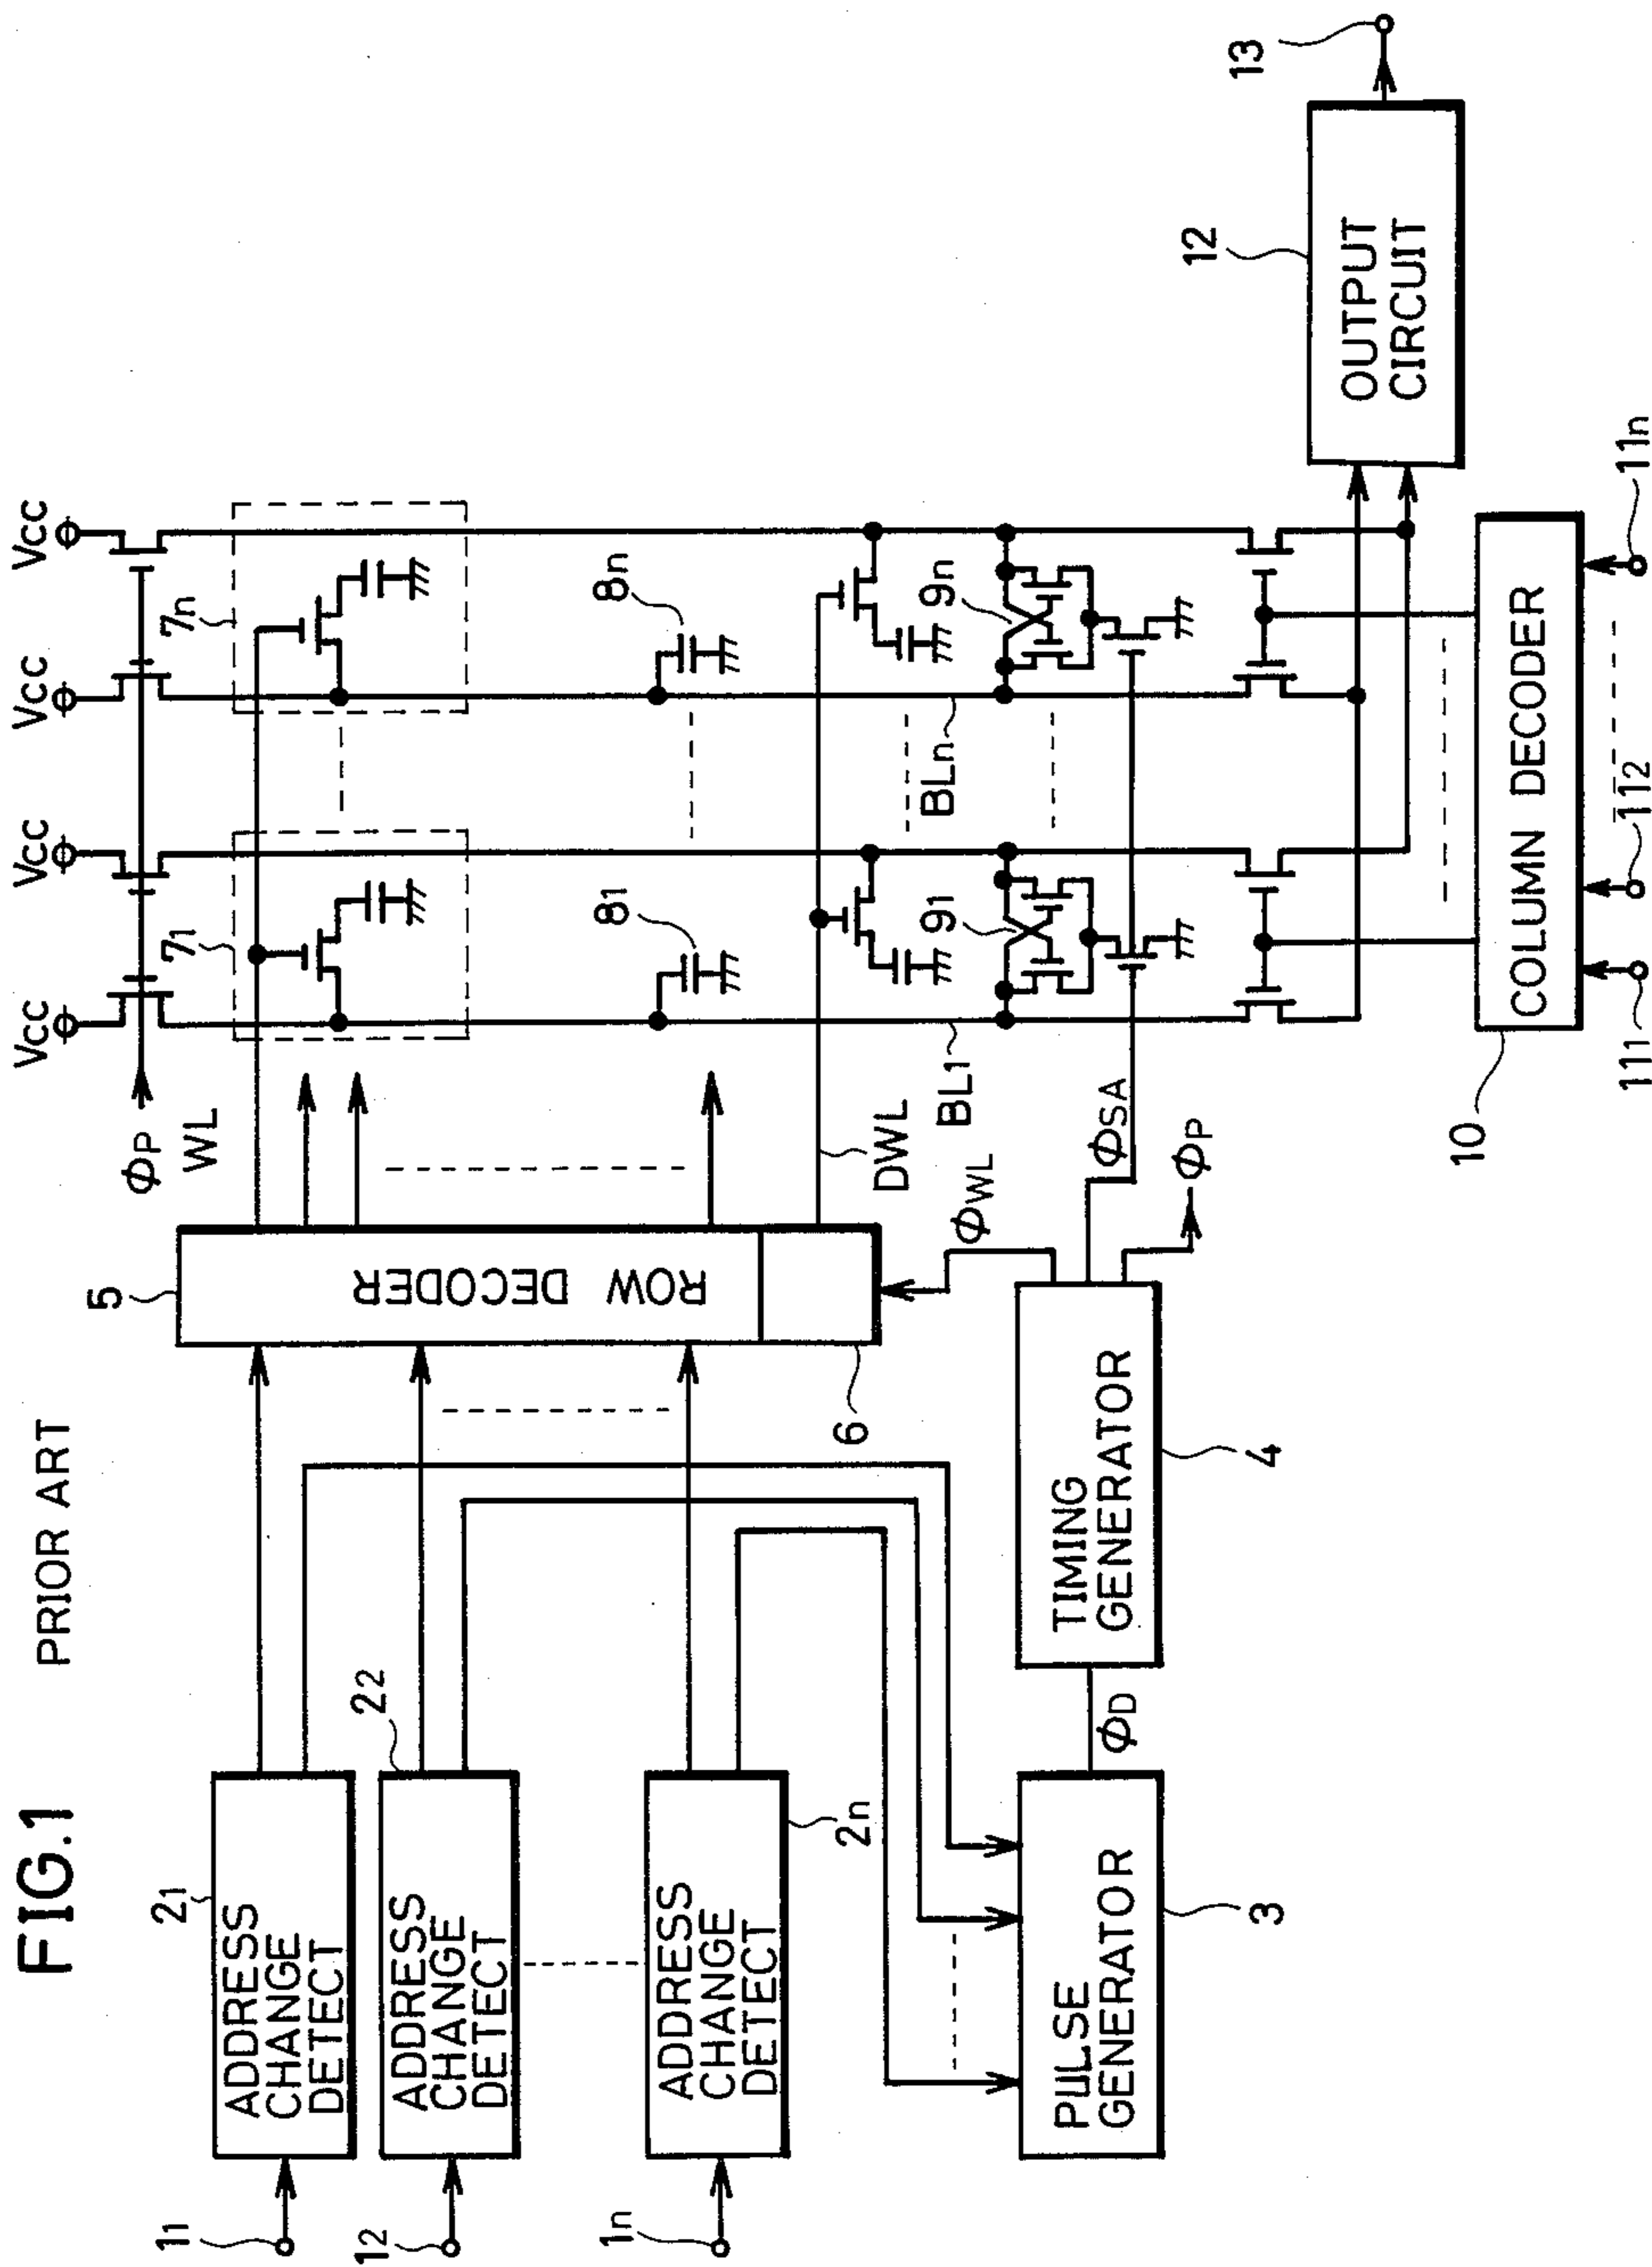 FIG.1
PRIOR ART
1₁
ADDRESS
CHANGE
DETECT
2₁
1₂
ADDRESS
CHANGE
DETECT
2₂
1n
ADDRESS
CHANGE
DETECT
2n
PULSE
GENERATOR
3
ΦD
TIMING
GENERATOR
4
5
ROW DECODER
6
ΦWL
ΦSA
ΦP
ΦP
WL
DWL
Vcc
Vcc
Vcc
Vcc
7₁
7n
8₁
8n
BL₁
BLn
9₁
9n
10
COLUMN DECODER
11₁
11₂
11n
12
OUTPUT
CIRCUIT
13